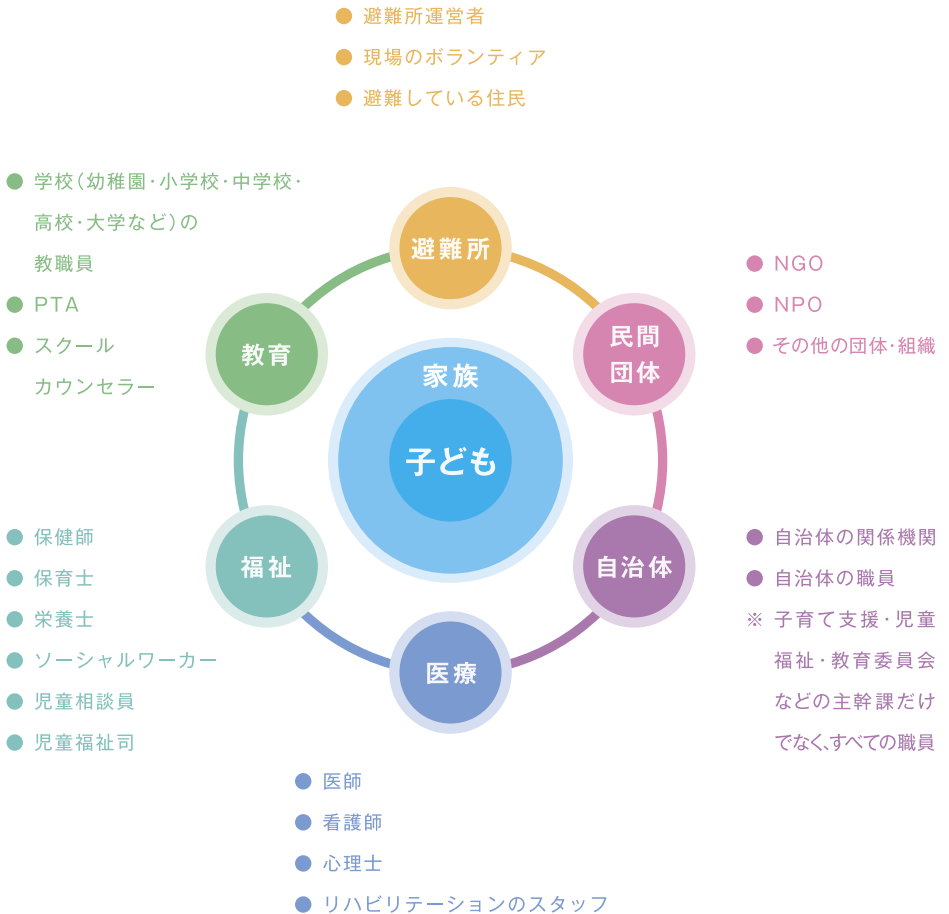 ● 避難所運営者
● 現場のボランティア
● 避難している住民
● 学校(幼稚園・小学校・中学校・
高校・大学など)の
教職員
● PTA
● スクール
カウンセラー
避難所
教育
民間
団体
● NGO
● NPO
● その他の団体・組織
家族
子ども
福祉
自治体
医療
● 保健師
● 保育士
● 栄養士
● ソーシャルワーカー
● 児童相談員
● 児童福祉司
● 自治体の関係機関
● 自治体の職員
※ 子育て支援・児童
福祉・教育委員会
などの主幹課だけ
でなく、すべての職員
● 医師
● 看護師
● 心理士
● リハビリテーションのスタッフ